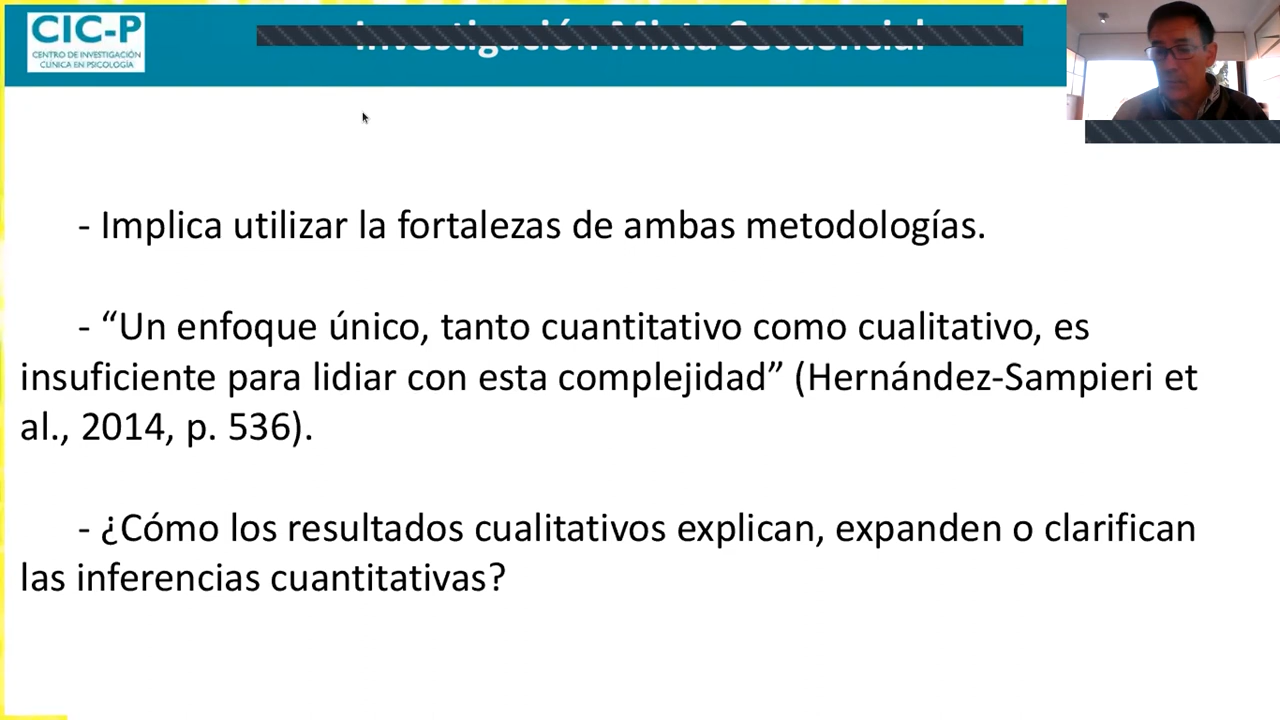 CIC-P
CENTRO DE INVESTIGACIÓN
CLÍNICA EN PSICOLOGÍA
Investigación Mixta Secuencial
- Implica utilizar la fortalezas de ambas metodologías.
- “Un enfoque único, tanto cuantitativo como cualitativo, es
insuficiente para lidiar con esta complejidad” (Hernández-Sampieri et
al., 2014, p. 536).
- ¿Cómo los resultados cualitativos explican, expanden o clarifican
las inferencias cuantitativas?